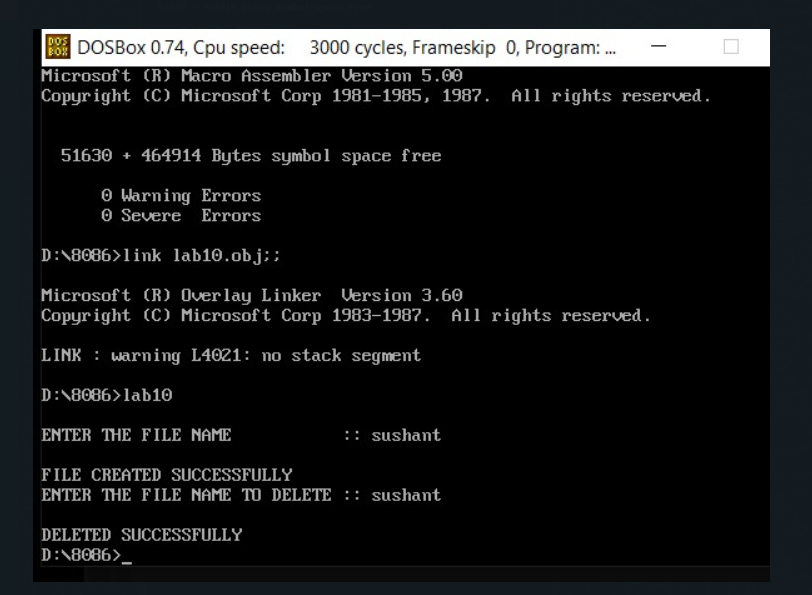 DOS
BOX
DOSBox 0.74, Cpu speed: 3000 cycles, Frameskip 0, Program: ...
Microsoft (R) Macro Assembler Version 5.00
Copyright (C) Microsoft Corp 1981-1985, 1987. All rights reserved.
51630 + 464914 Bytes symbol space free
0 Warning Errors
0 Severe Errors
D:\8086>link lab10.obj;;
Microsoft (R) Overlay Linker Version 3.60
Copyright (C) Microsoft Corp 1983-1987. All rights reserved.
LINK : warning L4021: no stack segment
D:\8086>lab10
ENTER THE FILE NAME :: sushant
FILE CREATED SUCCESSFULLY
ENTER THE FILE NAME TO DELETE :: sushant
DELETED SUCCESSFULLY
D:\8086>_